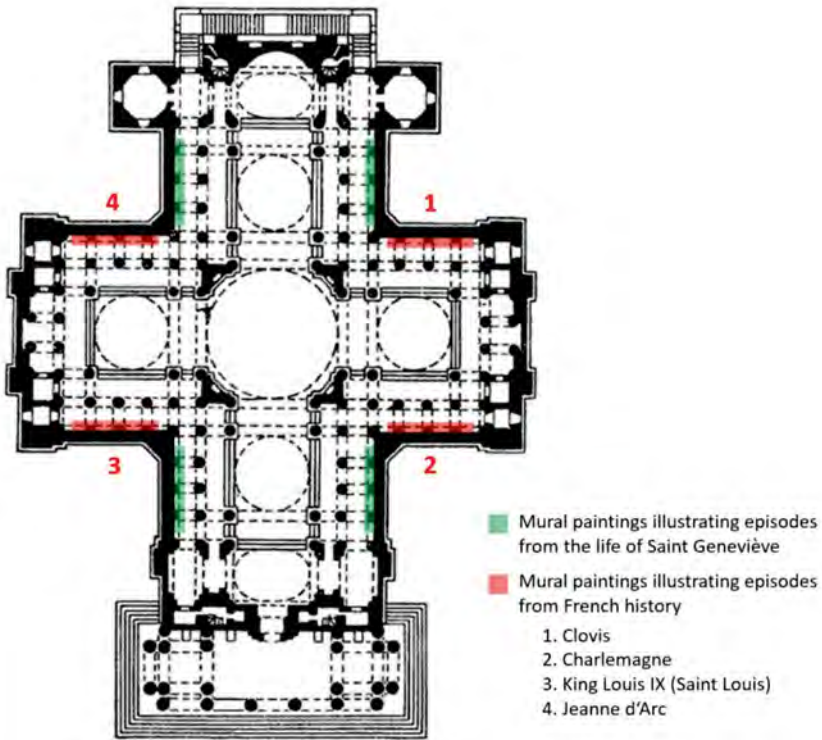 4
1
3
2
Mural paintings illustrating episodes
from the life of Saint Geneviève
Mural paintings illustrating episodes
from French history
1. Clovis
2. Charlemagne
3. King Louis IX (Saint Louis)
4. Jeanne d'Arc